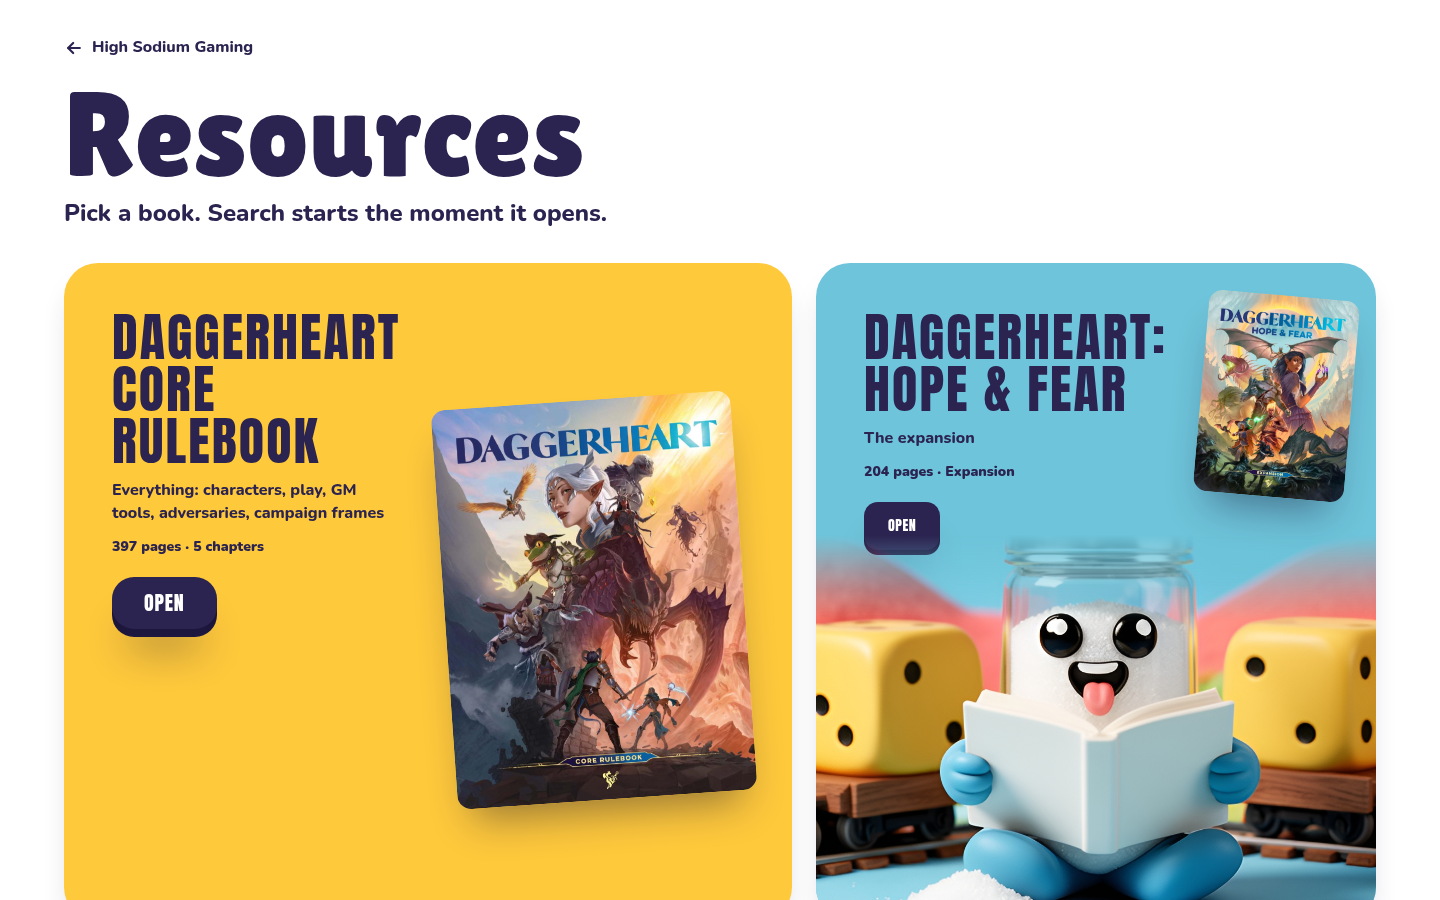 High Sodium Gaming
Resources
Pick a book. Search starts the moment it opens.
DAGGERHEART
CORE
RULEBOOK
Everything: characters, play, GM
tools, adversaries, campaign frames
397 pages · 5 chapters
OPEN
DAGGERHEART
CORE RULEBOOK
DAGGERHEART:
HOPE & FEAR
The expansion
204 pages · Expansion
OPEN
DAGGERHEART
HOPE & FEAR
EXPANSION